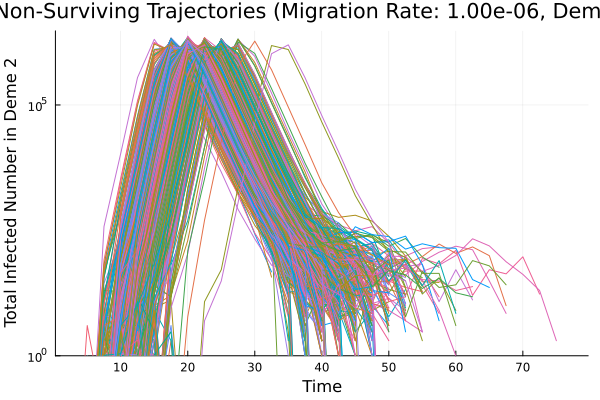 Non-Surviving Trajectories (Migration Rate: 1.00e-06, Dem
Total Infected Number in Deme 2
10^5
10^0
10 20 30 40 50 60 70
Time